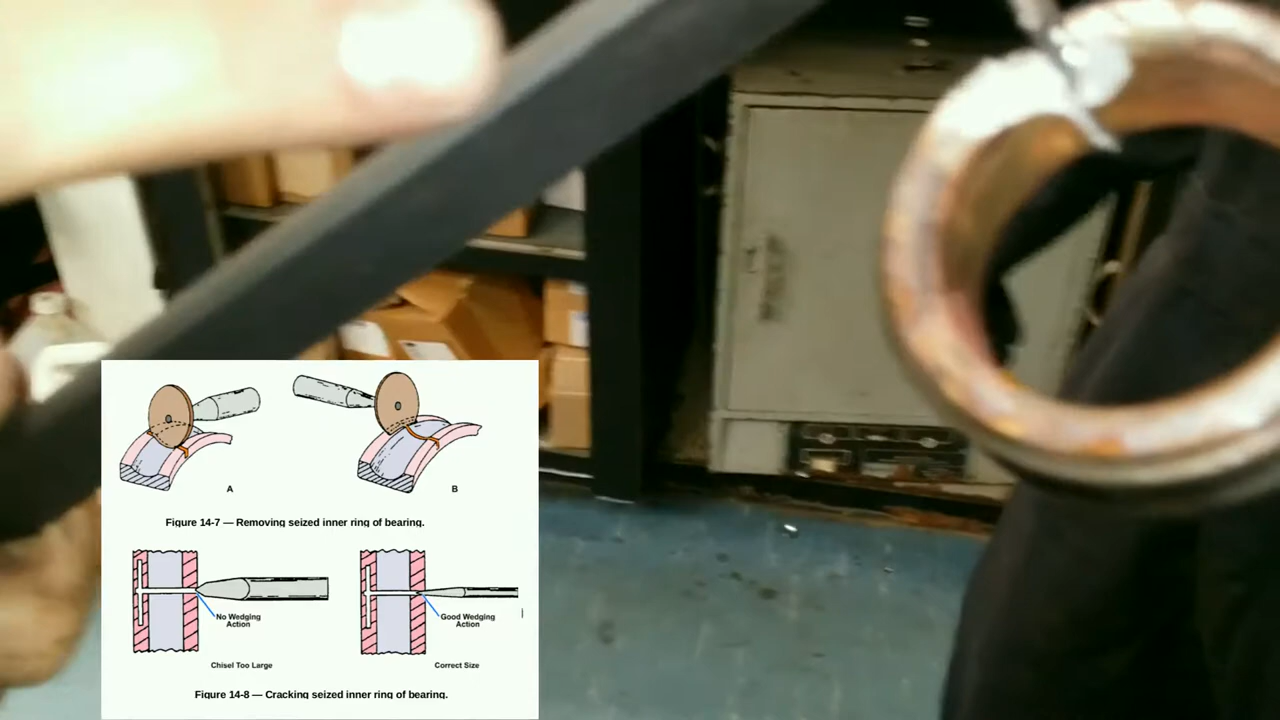 A
B
Figure 14-7 — Removing seized inner ring of bearing.
No Wedging
Action
Good Wedging
Action
Chisel Too Large
Correct Size
Figure 14-8 — Cracking seized inner ring of bearing.